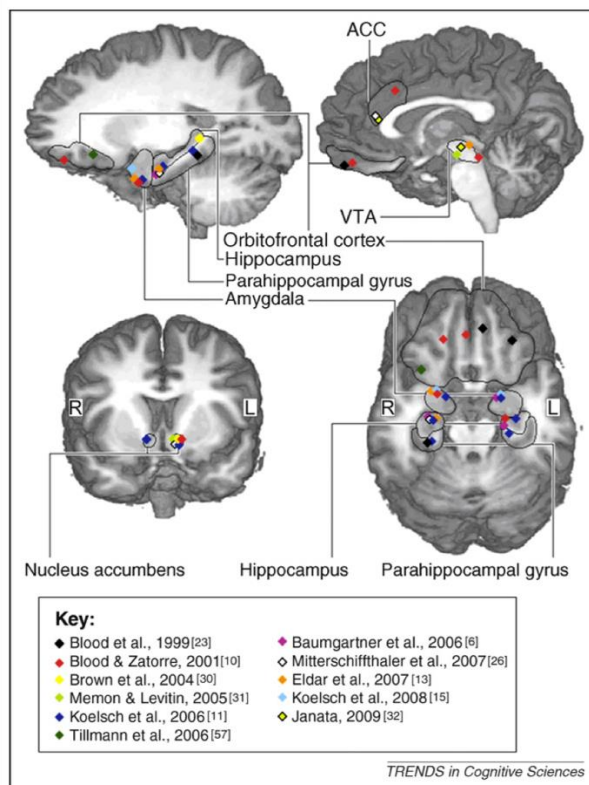 ACC
VTA
Orbitofrontal cortex
Hippocampus
Parahippocampal gyrus
Amygdala
R
L
R
L
Nucleus accumbens
Hippocampus
Parahippocampal gyrus
Key:
Blood et al., 1999[23]
Blood & Zatorre, 2001[10]
Brown et al., 2004[30]
Memon & Levitin, 2005[31]
Koelsch et al., 2006[11]
Tillmann et al., 2006[57]
Baumgartner et al., 2006[6]
Mitterschiffthaler et al., 2007[26]
Eldar et al., 2007[13]
Koelsch et al., 2008[15]
Janata, 2009[32]
TRENDS in Cognitive Sciences